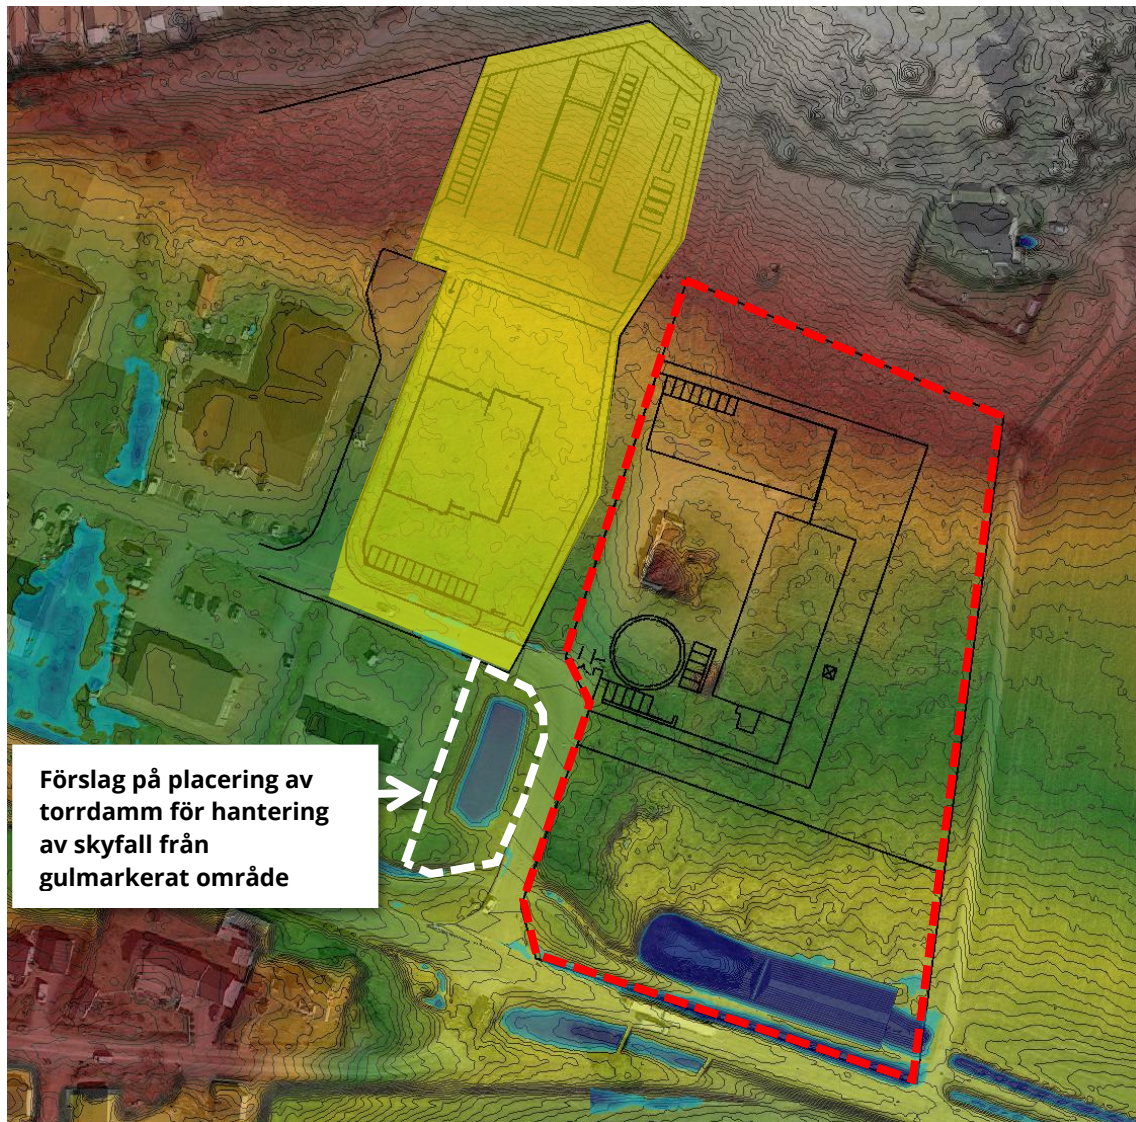 Förslag på placering av
torrdamm för hantering
av skyfall från
gulmarkerat område